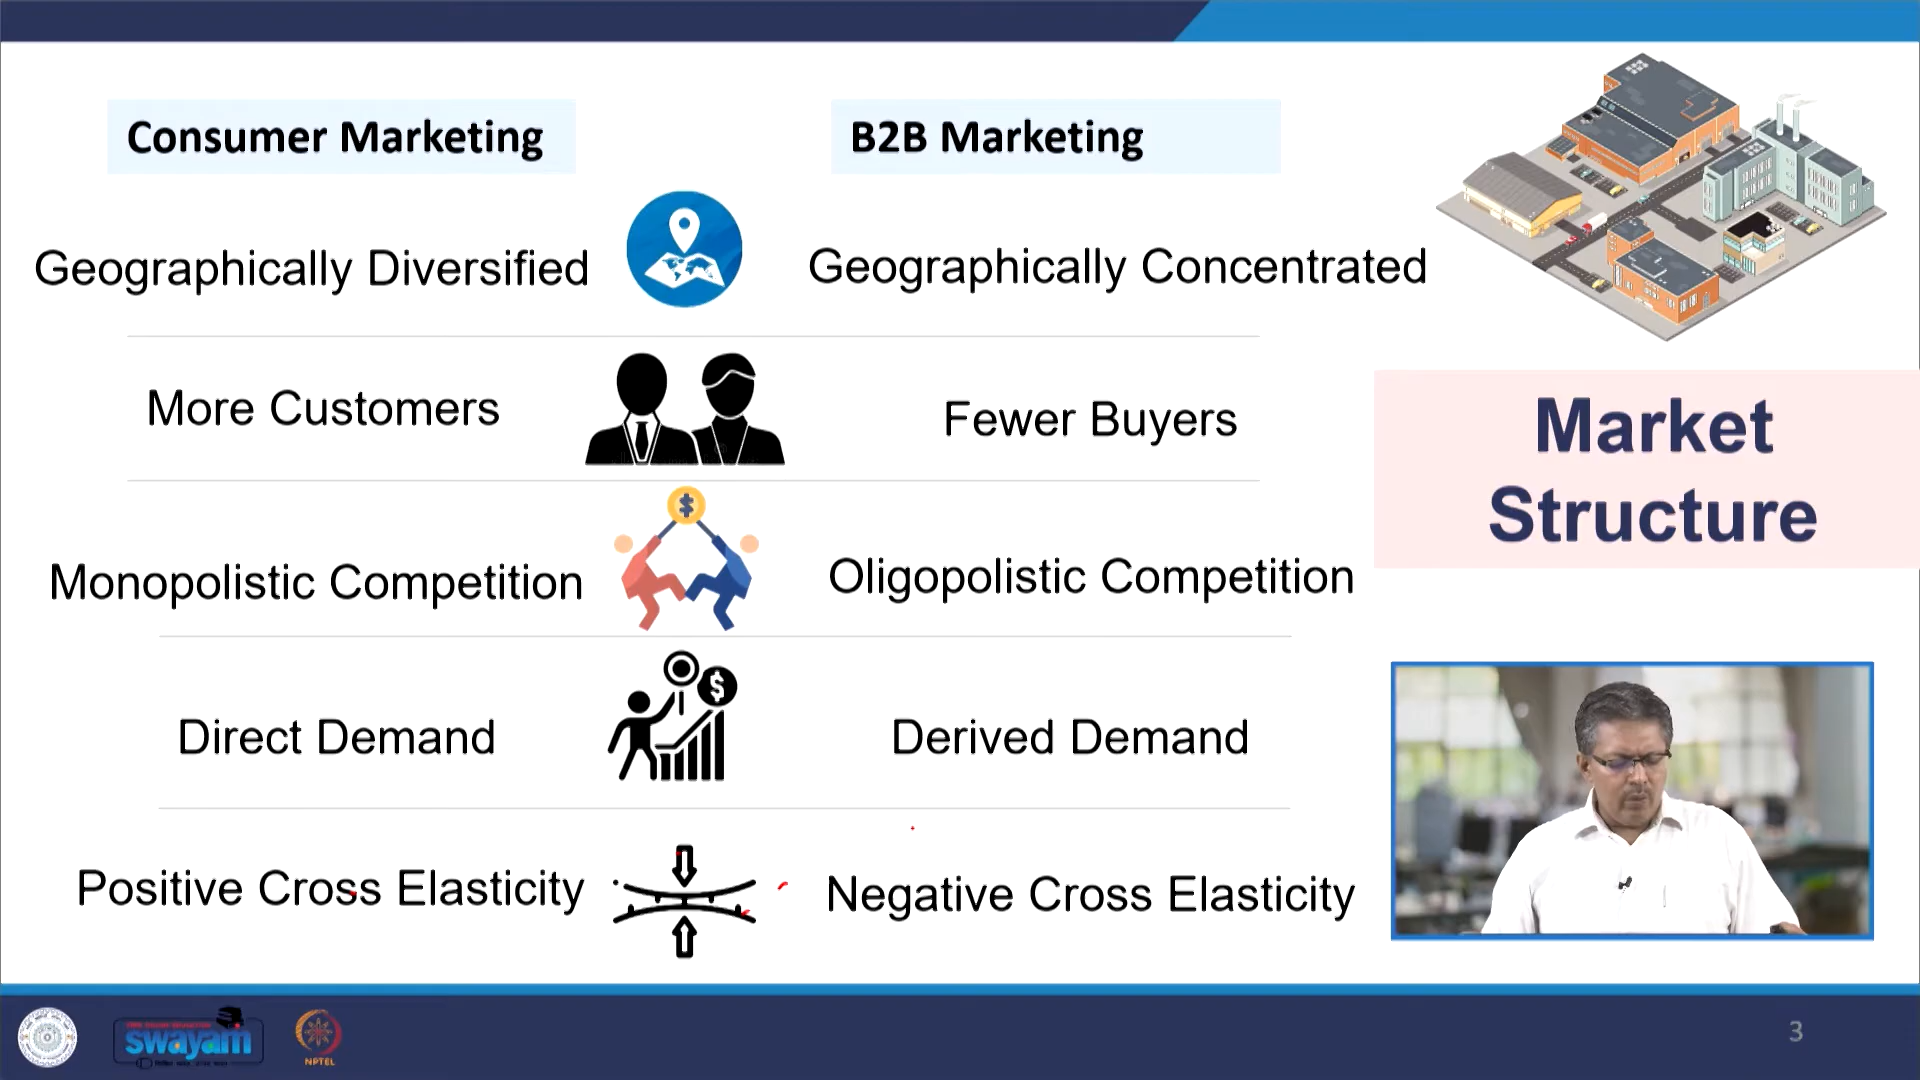 Consumer Marketing
B2B Marketing
Geographically Diversified
Geographically Concentrated
More Customers
Fewer Buyers
Market
Structure
Monopolistic Competition
Oligopolistic Competition
Direct Demand
$
Derived Demand
Positive Cross Elasticity
Negative Cross Elasticity
swayam
NPTEL
3